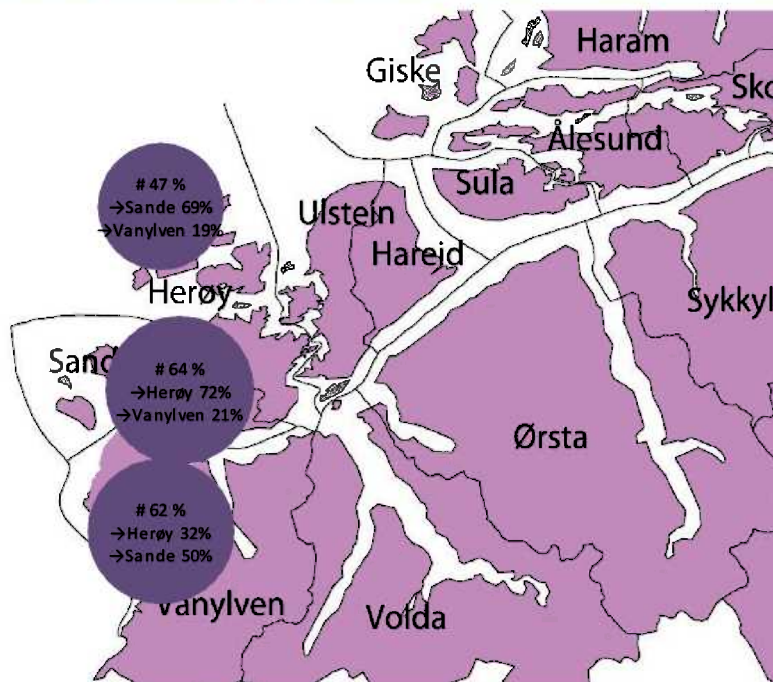 Haram
Giske
Sko
Ålesund
Sula
# 47 %
→Sande 69%
→Vanylven 19%
Ulstein
Hareid
Herøy
Sykkyl
Sand
# 64 %
→Herøy 72%
→Vanylven 21%
Ørsta
# 62 %
→Herøy 32%
→Sande 50%
Vanylven
Volda